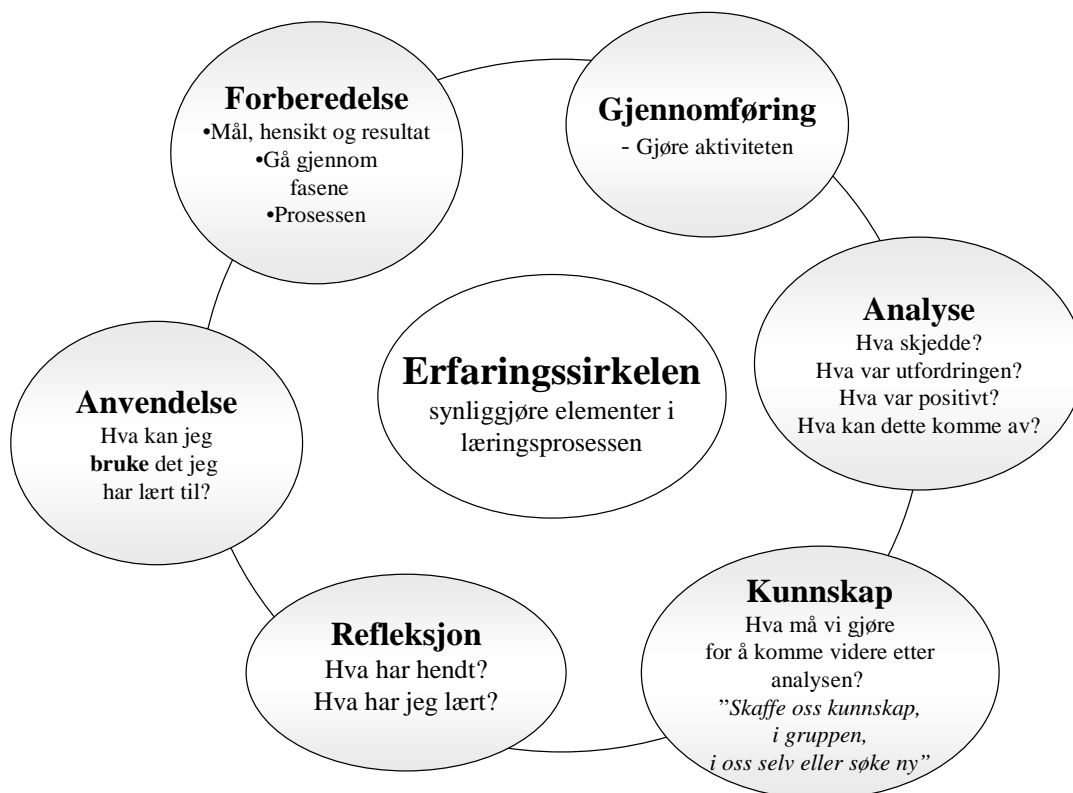 Forberedelse
•Mål, hensikt og resultat
•Gå gjennom
fasene
•Prosessen
Gjennomføring
- Gjøre aktiviteten
Analyse
Hva skjedde?
Hva var utfordringen?
Hva var positivt?
Hva kan dette komme av?
Erfaringssirkelen
synliggjøre elementer i
læringsprosessen
Anvendelse
Hva kan jeg
bruke det jeg
har lært til?
Kunnskap
Hva må vi gjøre
for å komme videre etter
analysen?
”Skaffe oss kunnskap,
i gruppen,
i oss selv eller søke ny”
Refleksjon
Hva har hendt?
Hva har jeg lært?